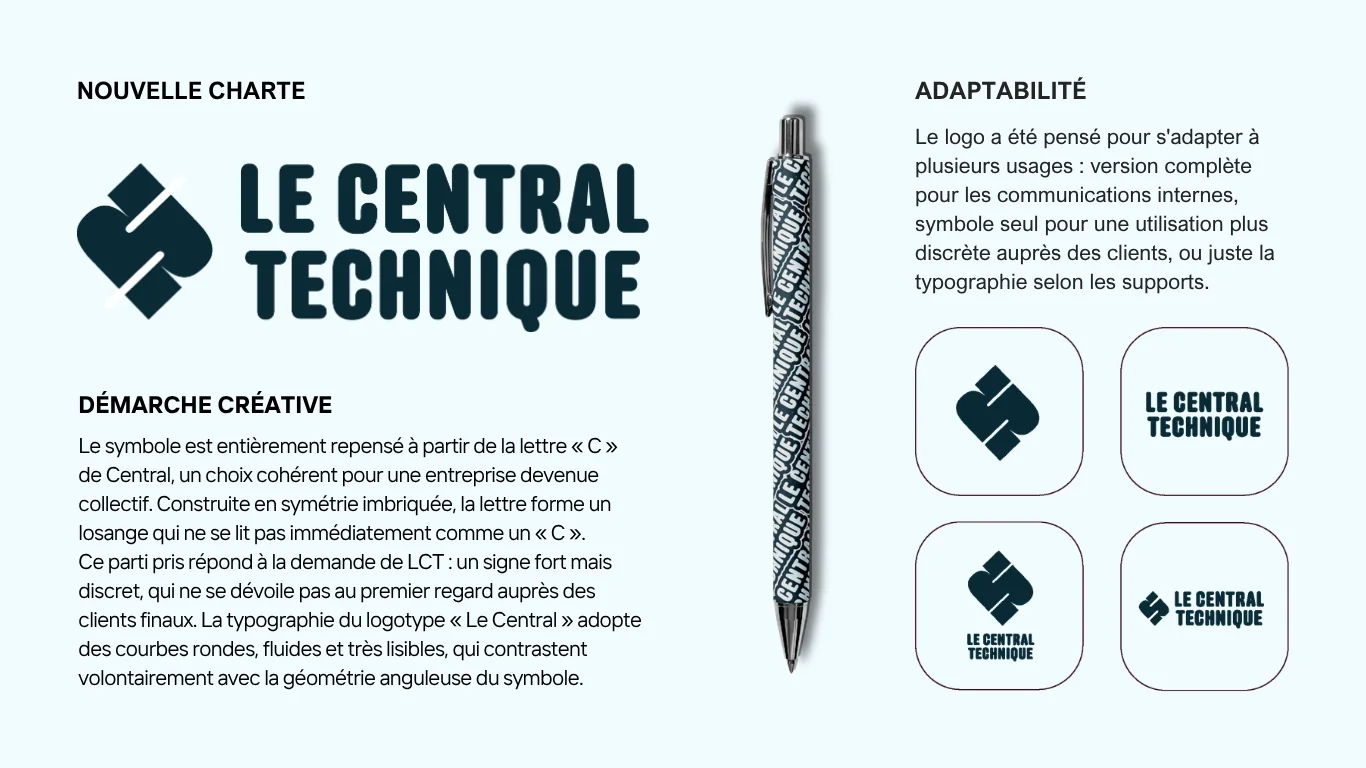 NOUVELLE CHARTE
LE CENTRAL
TECHNIQUE
DÉMARCHE CRÉATIVE
Le symbole est entièrement repensé à partir de la lettre « C »
de Central, un choix cohérent pour une entreprise devenue
collectif. Construite en symétrie imbriquée, la lettre forme un
losange qui ne se lit pas immédiatement comme un « C ».
Ce parti pris répond à la demande de LCT : un signe fort mais
discret, qui ne se dévoile pas au premier regard auprès des
clients finaux. La typographie du logotype « Le Central » adopte
des courbes rondes, fluides et très lisibles, qui contrastent
volontairement avec la géométrie anguleuse du symbole.
ADAPTABILITÉ
Le logo a été pensé pour s'adapter à
plusieurs usages : version complète
pour les communications internes,
symbole seul pour une utilisation plus
discrète auprès des clients, ou juste la
typographie selon les supports.
LE CENTRAL
TECHNIQUE
LE CENTRAL
TECHNIQUE
LE CENTRAL
TECHNIQUE